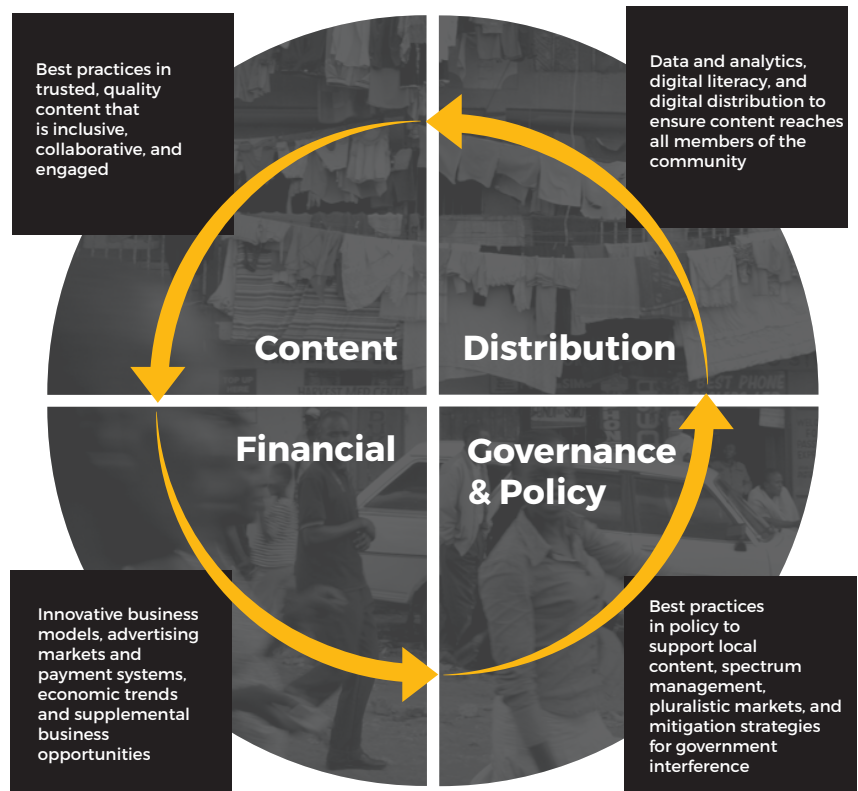 Best practices in
trusted, quality
content that
is inclusive,
collaborative, and
engaged
Data and analytics,
digital literacy, and
digital distribution to
ensure content reaches
all members of the
community
Content
Distribution
Financial
Governance
& Policy
BEST PHONE
Innovative business
models, advertising
markets and
payment systems,
economic trends
and supplemental
business
opportunities
Best practices
in policy to
support local
content, spectrum
management,
pluralistic markets, and
mitigation strategies
for government
interference